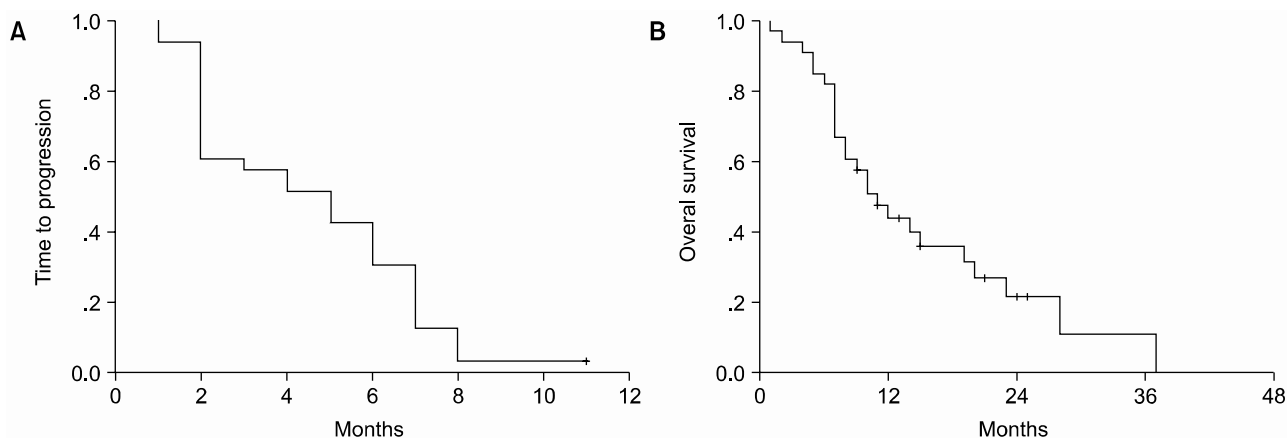 A
Time to progression
1.0
.8
.6
.4
.2
0.0
0 2 4 6 8 10 12
Months
B
Overal survival
1.0
.8
.6
.4
.2
0.0
0 12 24 36 48
Months